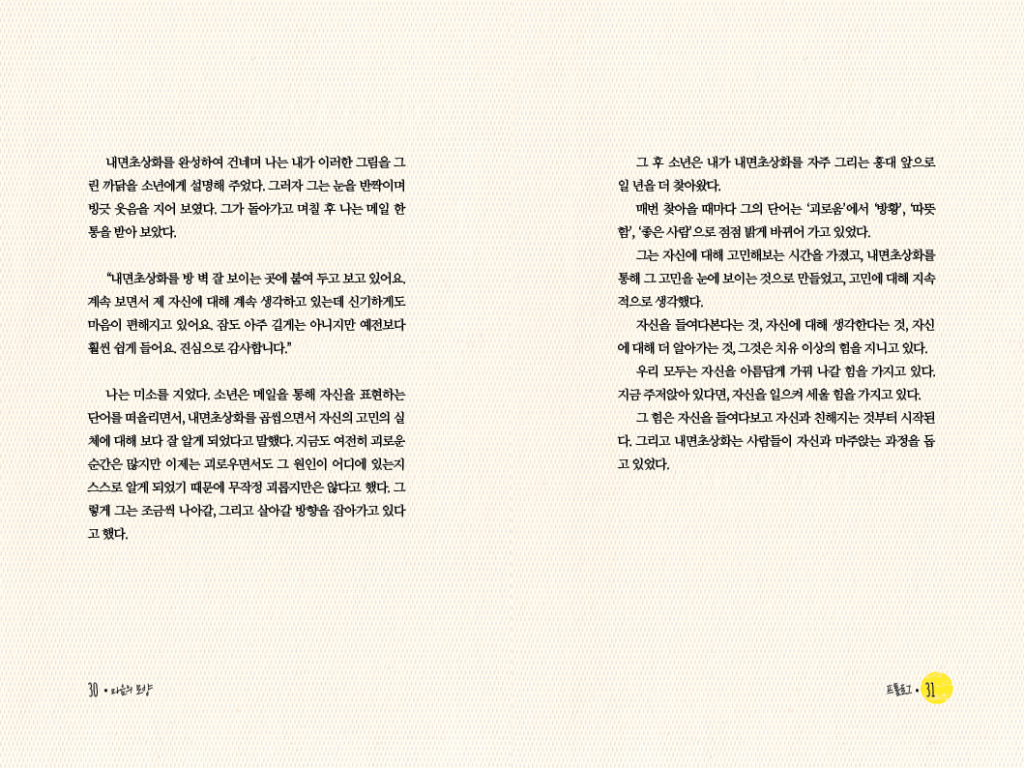 내면초상화를 완성하여 건네며 나는 내가 이러한 그림을 그
린 까닭을 소년에게 설명해 주었다. 그러자 그는 눈을 반짝이며
빙긋 웃음을 지어 보였다. 그가 돌아가고 며칠 후 나는 메일 한
통을 받아 보았다.
“내면초상화를 방 벽 잘 보이는 곳에 붙여 두고 보고 있어요.
계속 보면서 제 자신에 대해 계속 생각하고 있는데 신기하게도
마음이 편해지고 있어요. 잠도 아주 길게는 아니지만 예전보다
훨씬 쉽게 들어요. 진심으로 감사합니다.”
나는 미소를 지었다. 소년은 메일을 통해 자신을 표현하는
단어를 떠올리면서, 내면초상화를 곱씹으면서 자신의 고민의 실
체에 대해 보다 잘 알게 되었다고 말했다. 지금도 여전히 괴로운
순간은 많지만 이제는 괴로우면서도 그 원인이 어디에 있는지
스스로 알게 되었기 때문에 무작정 괴롭지만은 않다고 했다. 그
렇게 그는 조금씩 나아갈, 그리고 살아갈 방향을 잡아가고 있다
고 했다.
30 • 마음의 모양
그 후 소년은 내가 내면초상화를 자주 그리는 홍대 앞으로
일 년을 더 찾아왔다.
매번 찾아올 때마다 그의 단어는 ‘괴로움’에서 ‘방황’, ‘따뜻
함’, ‘좋은 사람’으로 점점 밝게 바뀌어 가고 있었다.
그는 자신에 대해 고민해보는 시간을 가졌고, 내면초상화를
통해 그 고민을 눈에 보이는 것으로 만들었고, 고민에 대해 지속
적으로 생각했다.
자신을 들여다본다는 것, 자신에 대해 생각한다는 것, 자신
에 대해 더 알아가는 것, 그것은 치유 이상의 힘을 지니고 있다.
우리 모두는 자신을 아름답게 가꿔 나갈 힘을 가지고 있다.
지금 주저앉아 있다면, 자신을 일으켜 세울 힘을 가지고 있다.
그 힘은 자신을 들여다보고 자신과 친해지는 것부터 시작된
다. 그리고 내면초상화는 사람들이 자신과 마주앉는 과정을 돕
고 있었다.
프롤로그 • 31